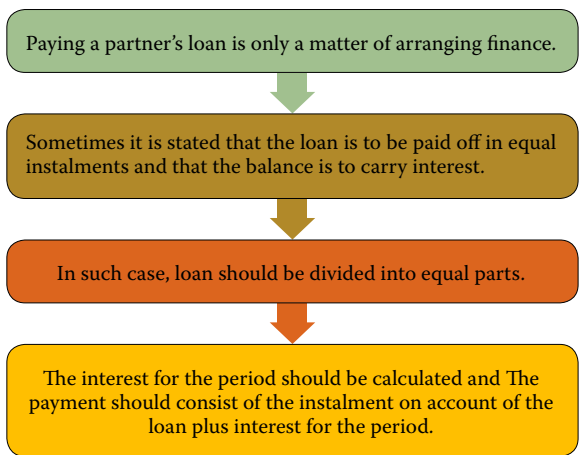 Paying a partner’s loan is only a matter of arranging finance.
Sometimes it is stated that the loan is to be paid off in equal
instalments and that the balance is to carry interest.
In such case, loan should be divided into equal parts.
The interest for the period should be calculated and The
payment should consist of the instalment on account of the
loan plus interest for the period.